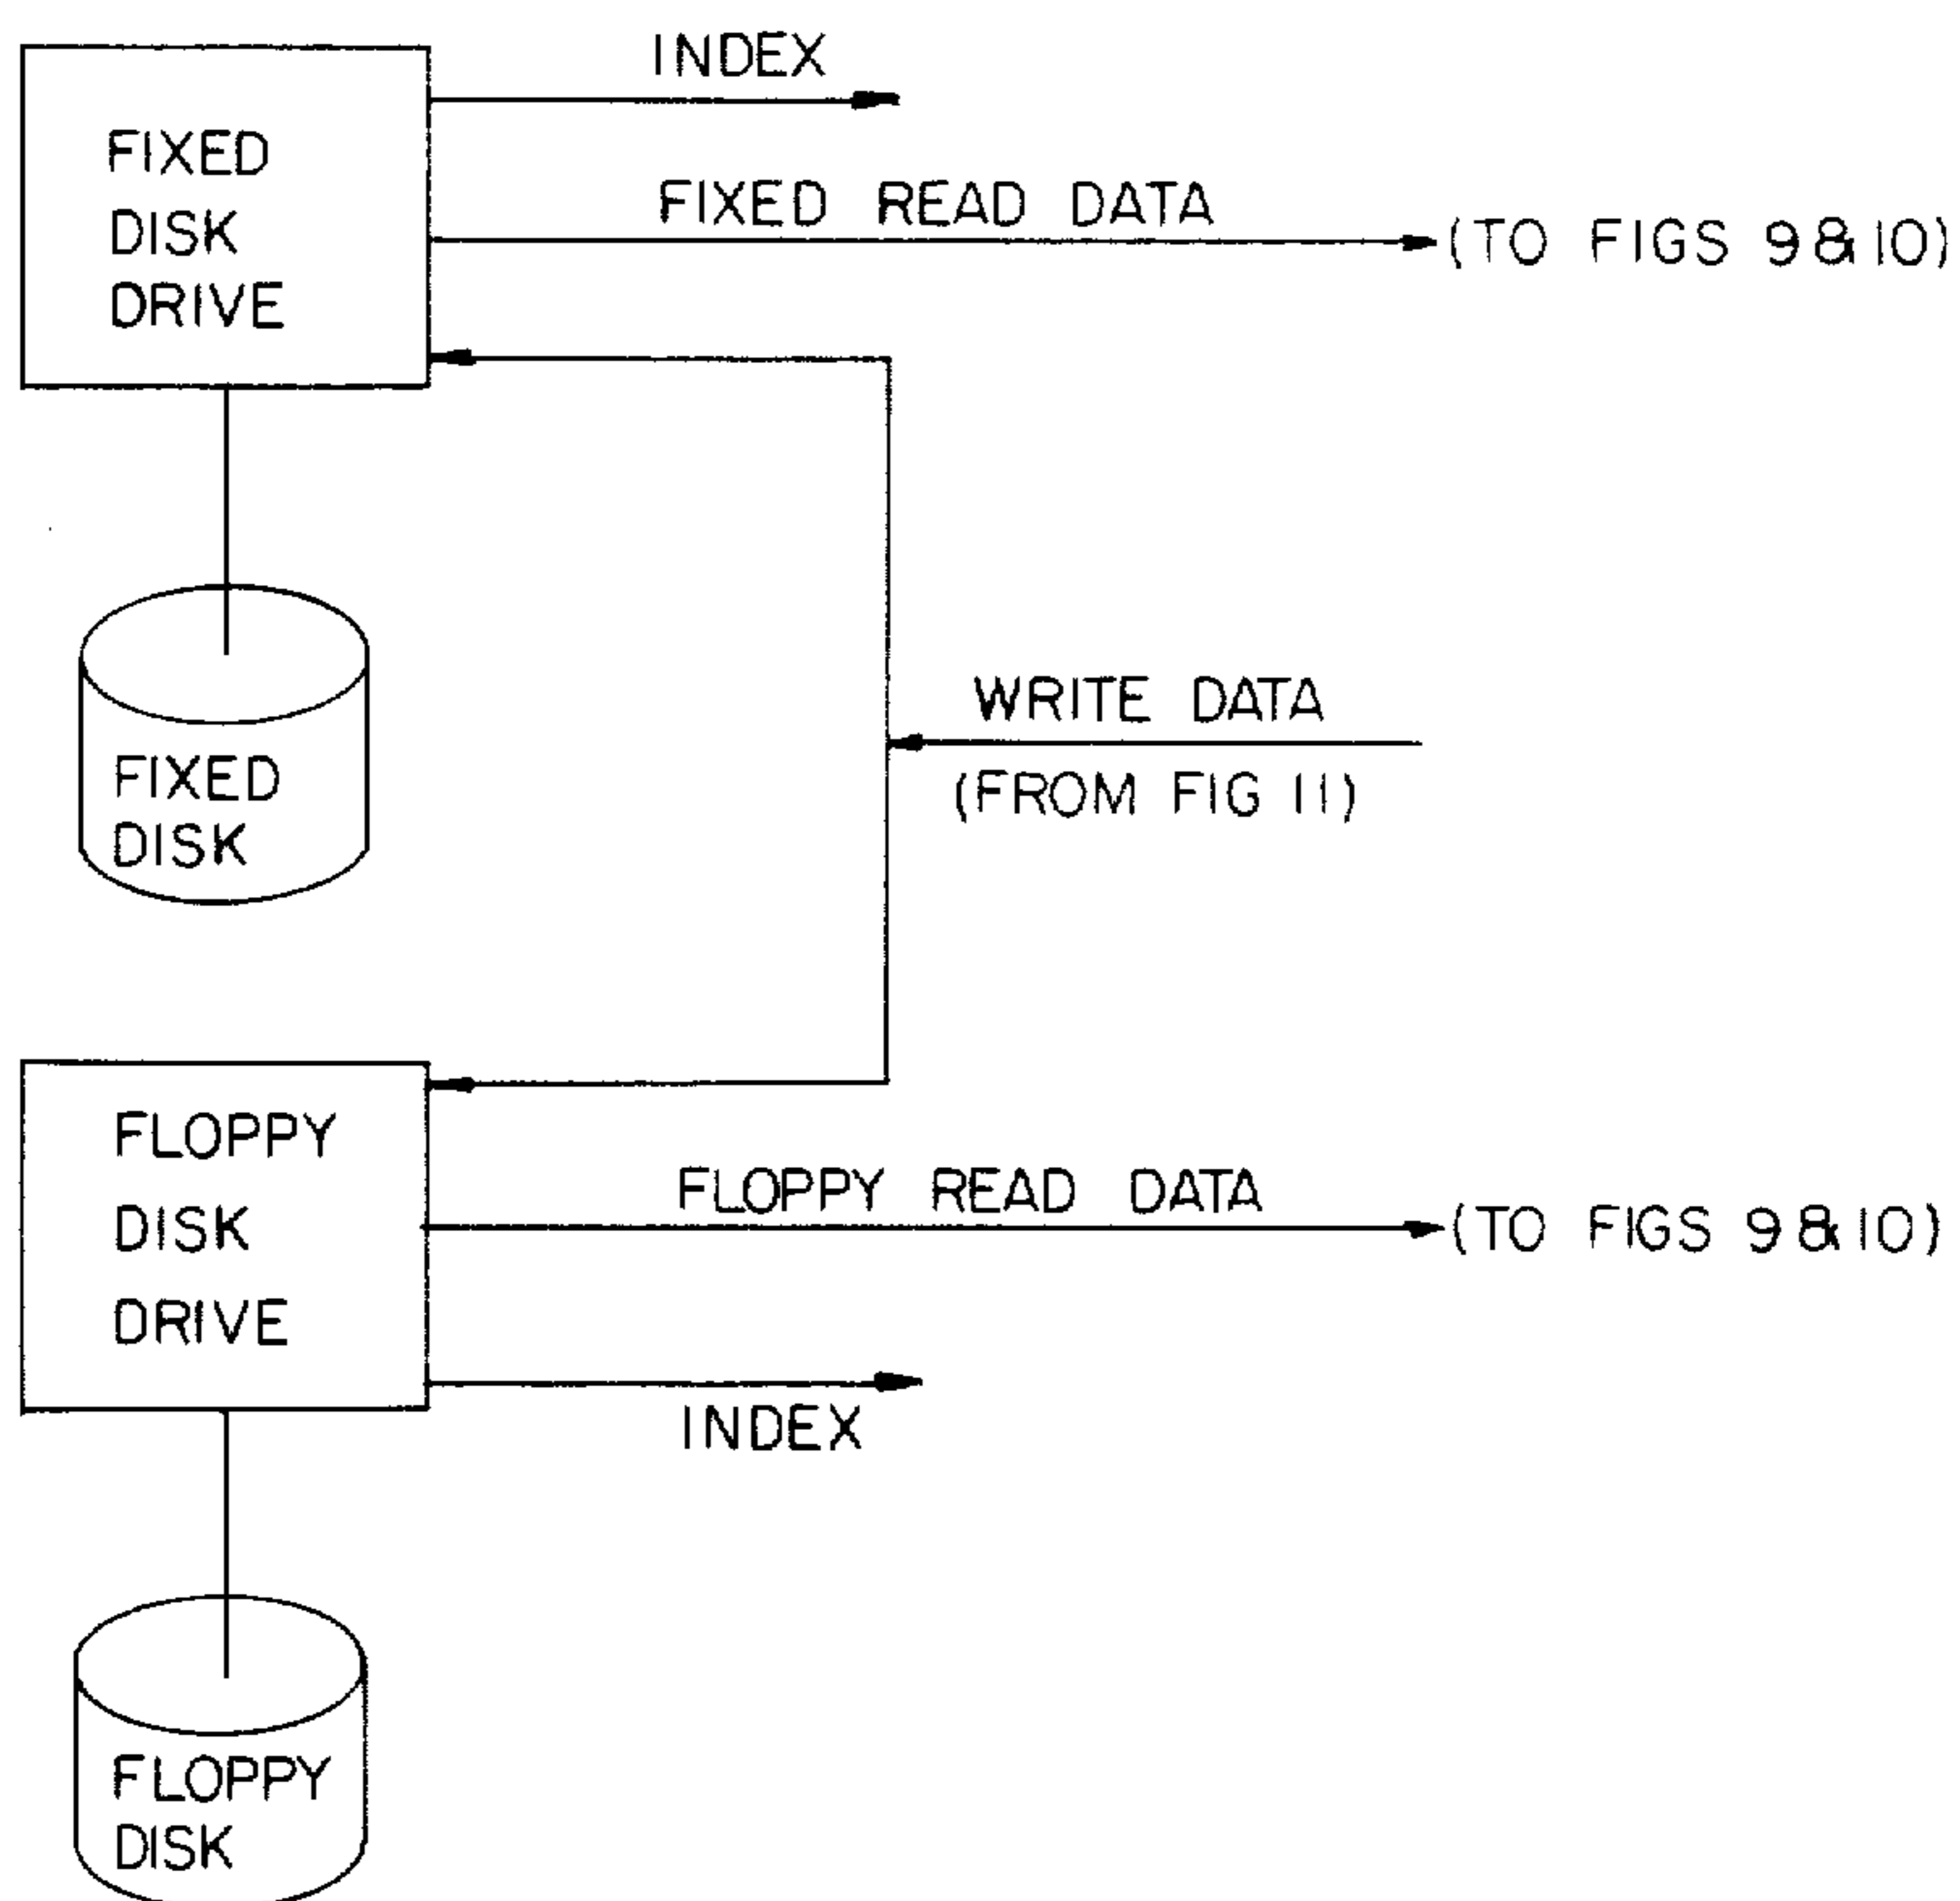 INDEX
FIXED
DISK
DRIVE
FIXED READ DATA
(TO FIGS 9 & 10)
WRITE DATA
(FROM FIG 11)
FIXED
DISK
FLOPPY
DISK
DRIVE
FLOPPY READ DATA
(TO FIGS 9 & 10)
INDEX
FLOPPY
DISK